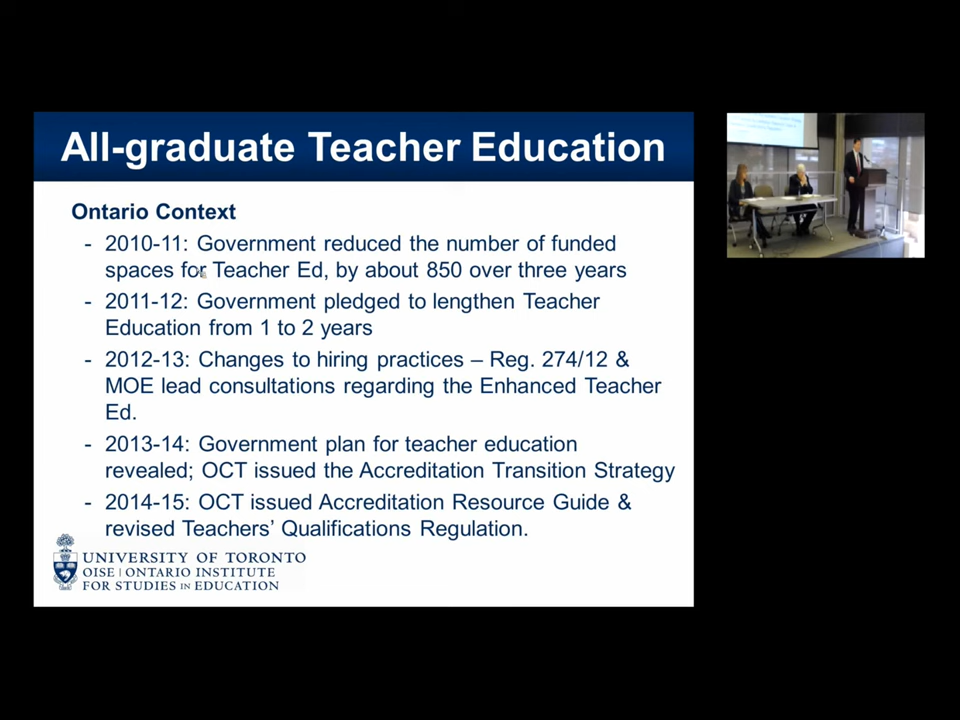 All-graduate Teacher Education
Ontario Context
- 2010-11: Government reduced the number of funded
spaces for Teacher Ed, by about 850 over three years
- 2011-12: Government pledged to lengthen Teacher
Education from 1 to 2 years
- 2012-13: Changes to hiring practices – Reg. 274/12 &
MOE lead consultations regarding the Enhanced Teacher
Ed.
- 2013-14: Government plan for teacher education
revealed; OCT issued the Accreditation Transition Strategy
- 2014-15: OCT issued Accreditation Resource Guide &
revised Teachers’ Qualifications Regulation.
UNIVERSITY OF TORONTO
OISE | ONTARIO INSTITUTE
FOR STUDIES IN EDUCATION